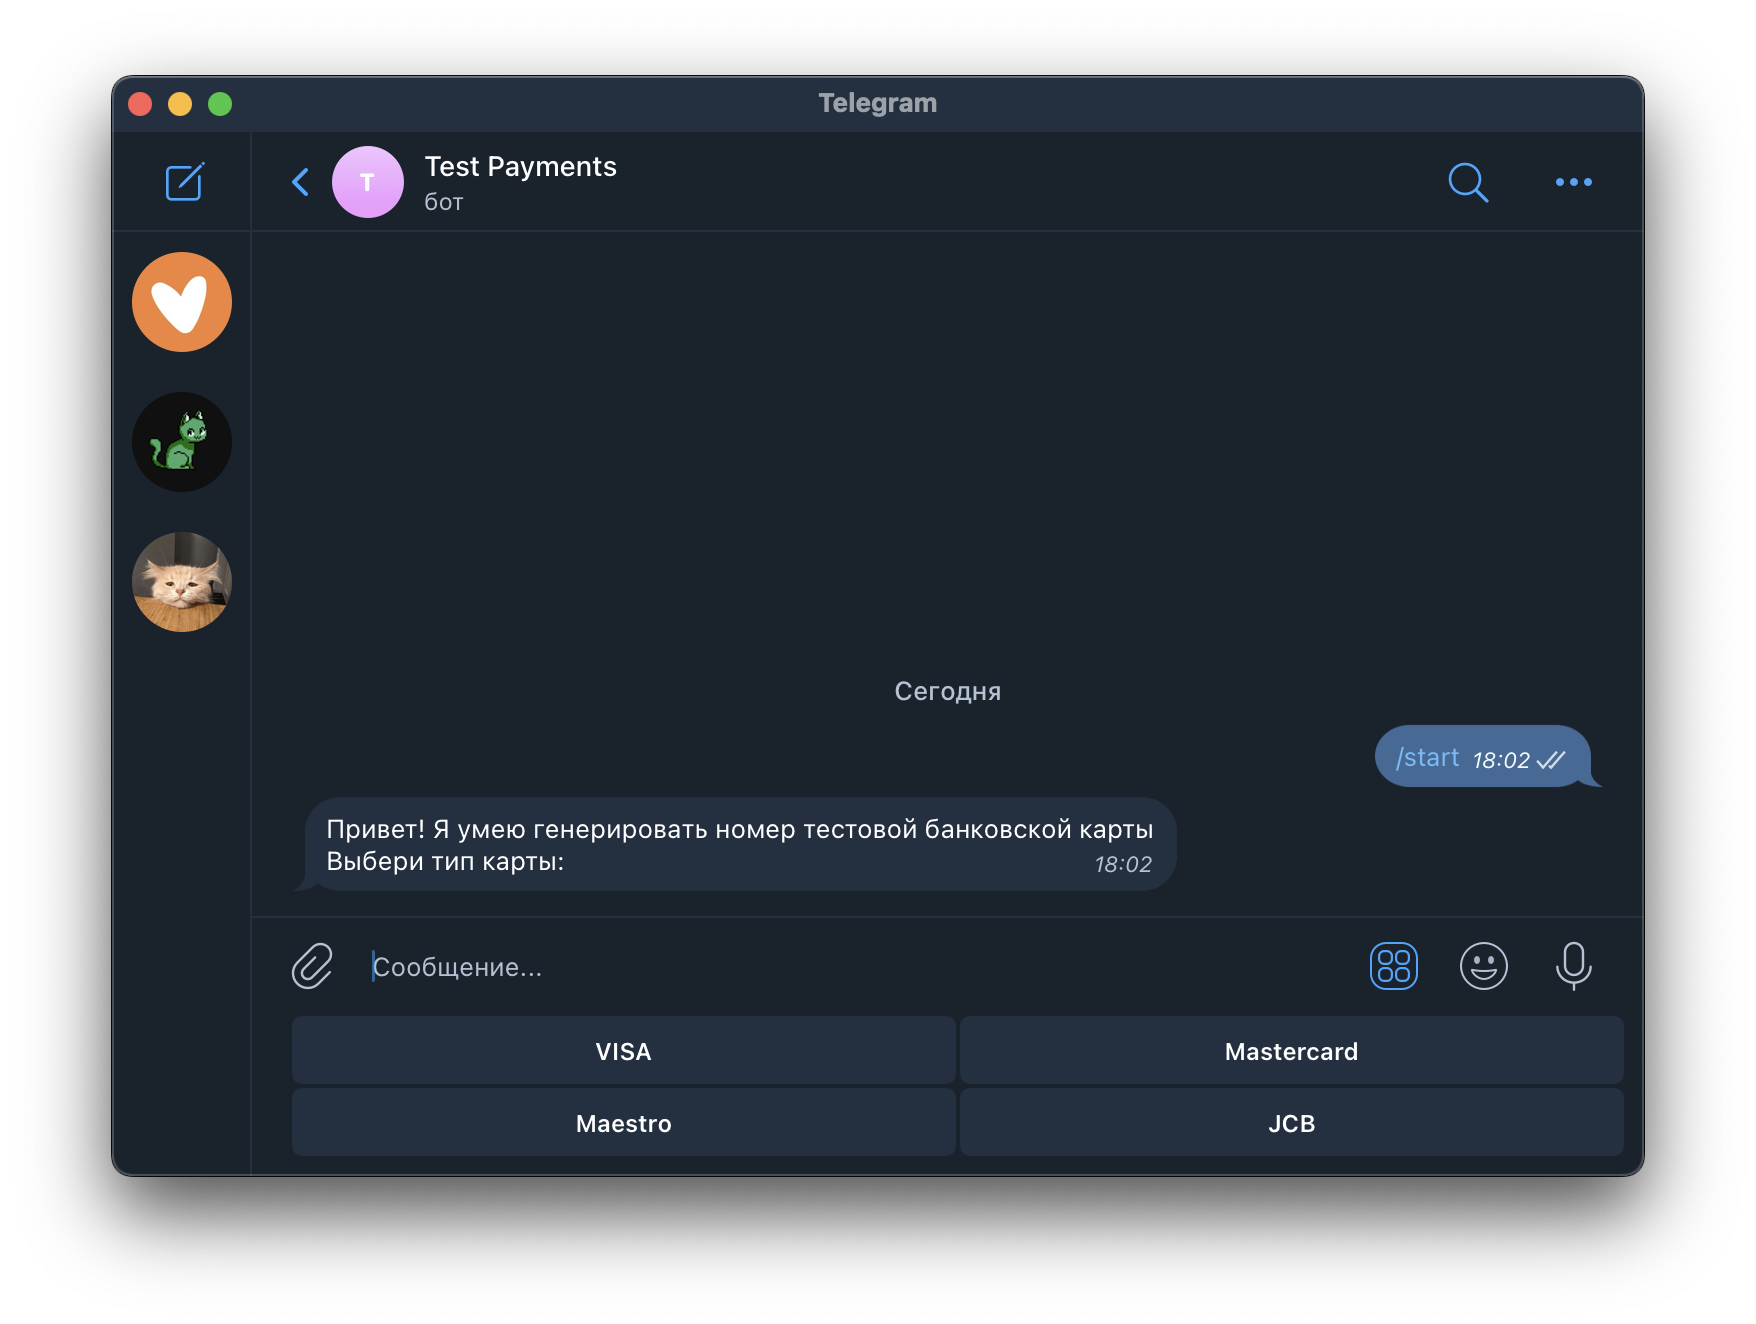 Telegram
T
Test Payments
бот
Сегодня
/start 18:02
Привет! Я умею генерировать номер тестовой банковской карты
Выбери тип карты:
18:02
Сообщение...
VISA
Mastercard
Maestro
JCB